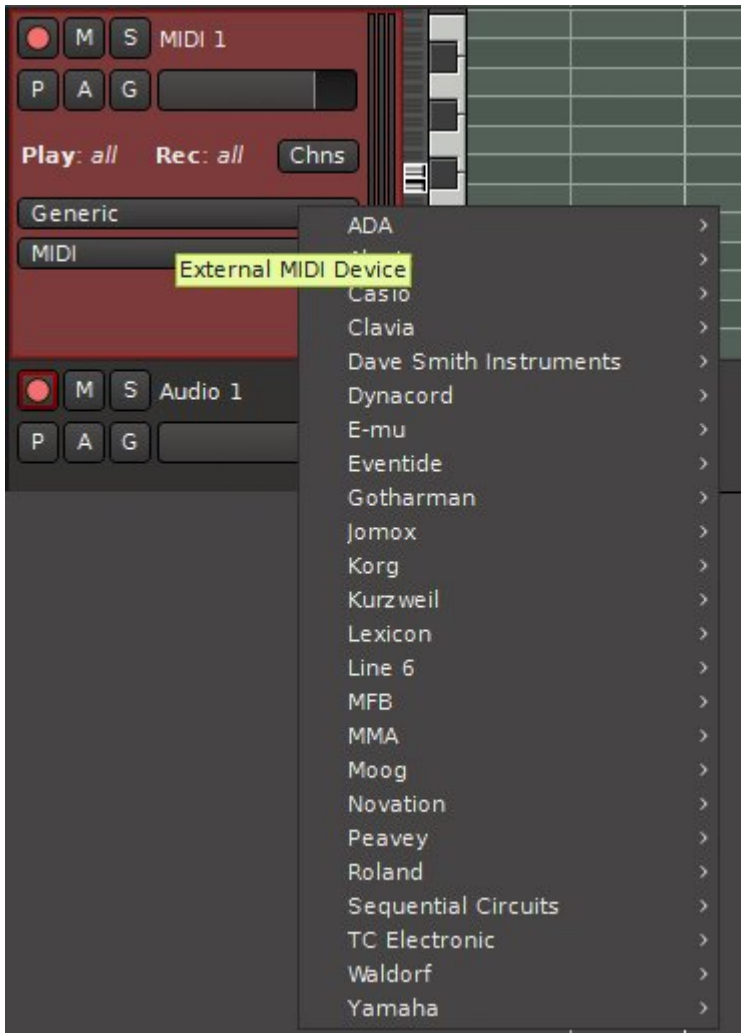 M S MIDI 1
P A G
Play: all Rec: all Chns
Generic
MIDI
External MIDI Device
M S Audio 1
P A G
ADA
Casio
Clavia
Dave Smith Instruments
Dynacord
E-mu
Eventide
Gotharman
Jomox
Korg
Kurzweil
Lexicon
Line 6
MFB
MMA
Moog
Novation
Peavey
Roland
Sequential Circuits
TC Electronic
Waldorf
Yamaha